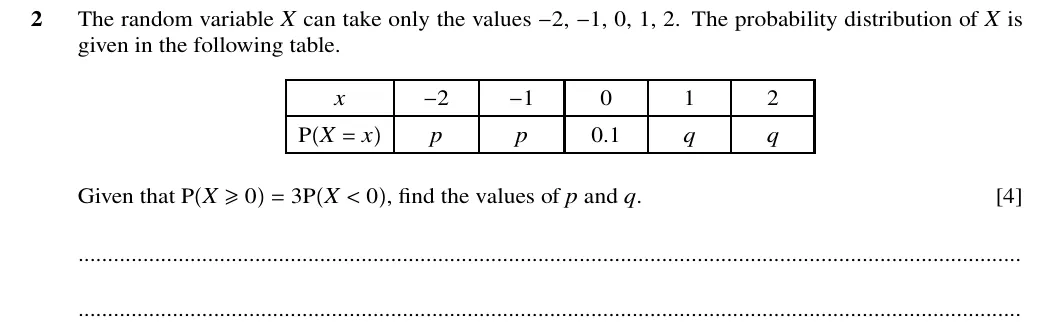 2 The random variable X can take only the values −2, −1, 0, 1, 2. The probability distribution of X is
given in the following table.
x −2 −1 0 1 2
P(X = x) p p 0.1 q q
Given that P(X ⩾ 0) = 3P(X < 0), find the values of p and q. [4]